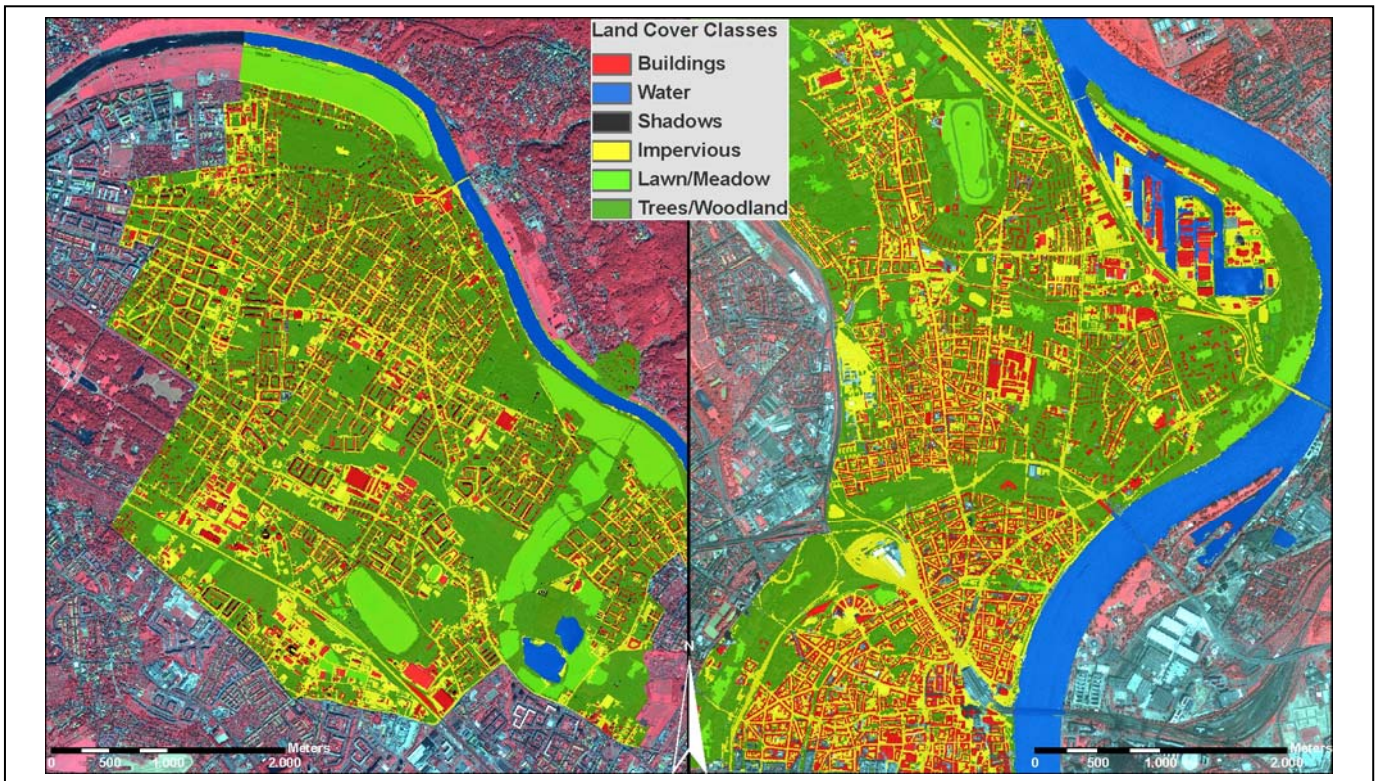 Land Cover Classes
Buildings
Water
Shadows
Impervious
Lawn/Meadow
Trees/Woodland
N
Meters
0 500 1.000 2.000
Meters
0 500 1.000 2.000